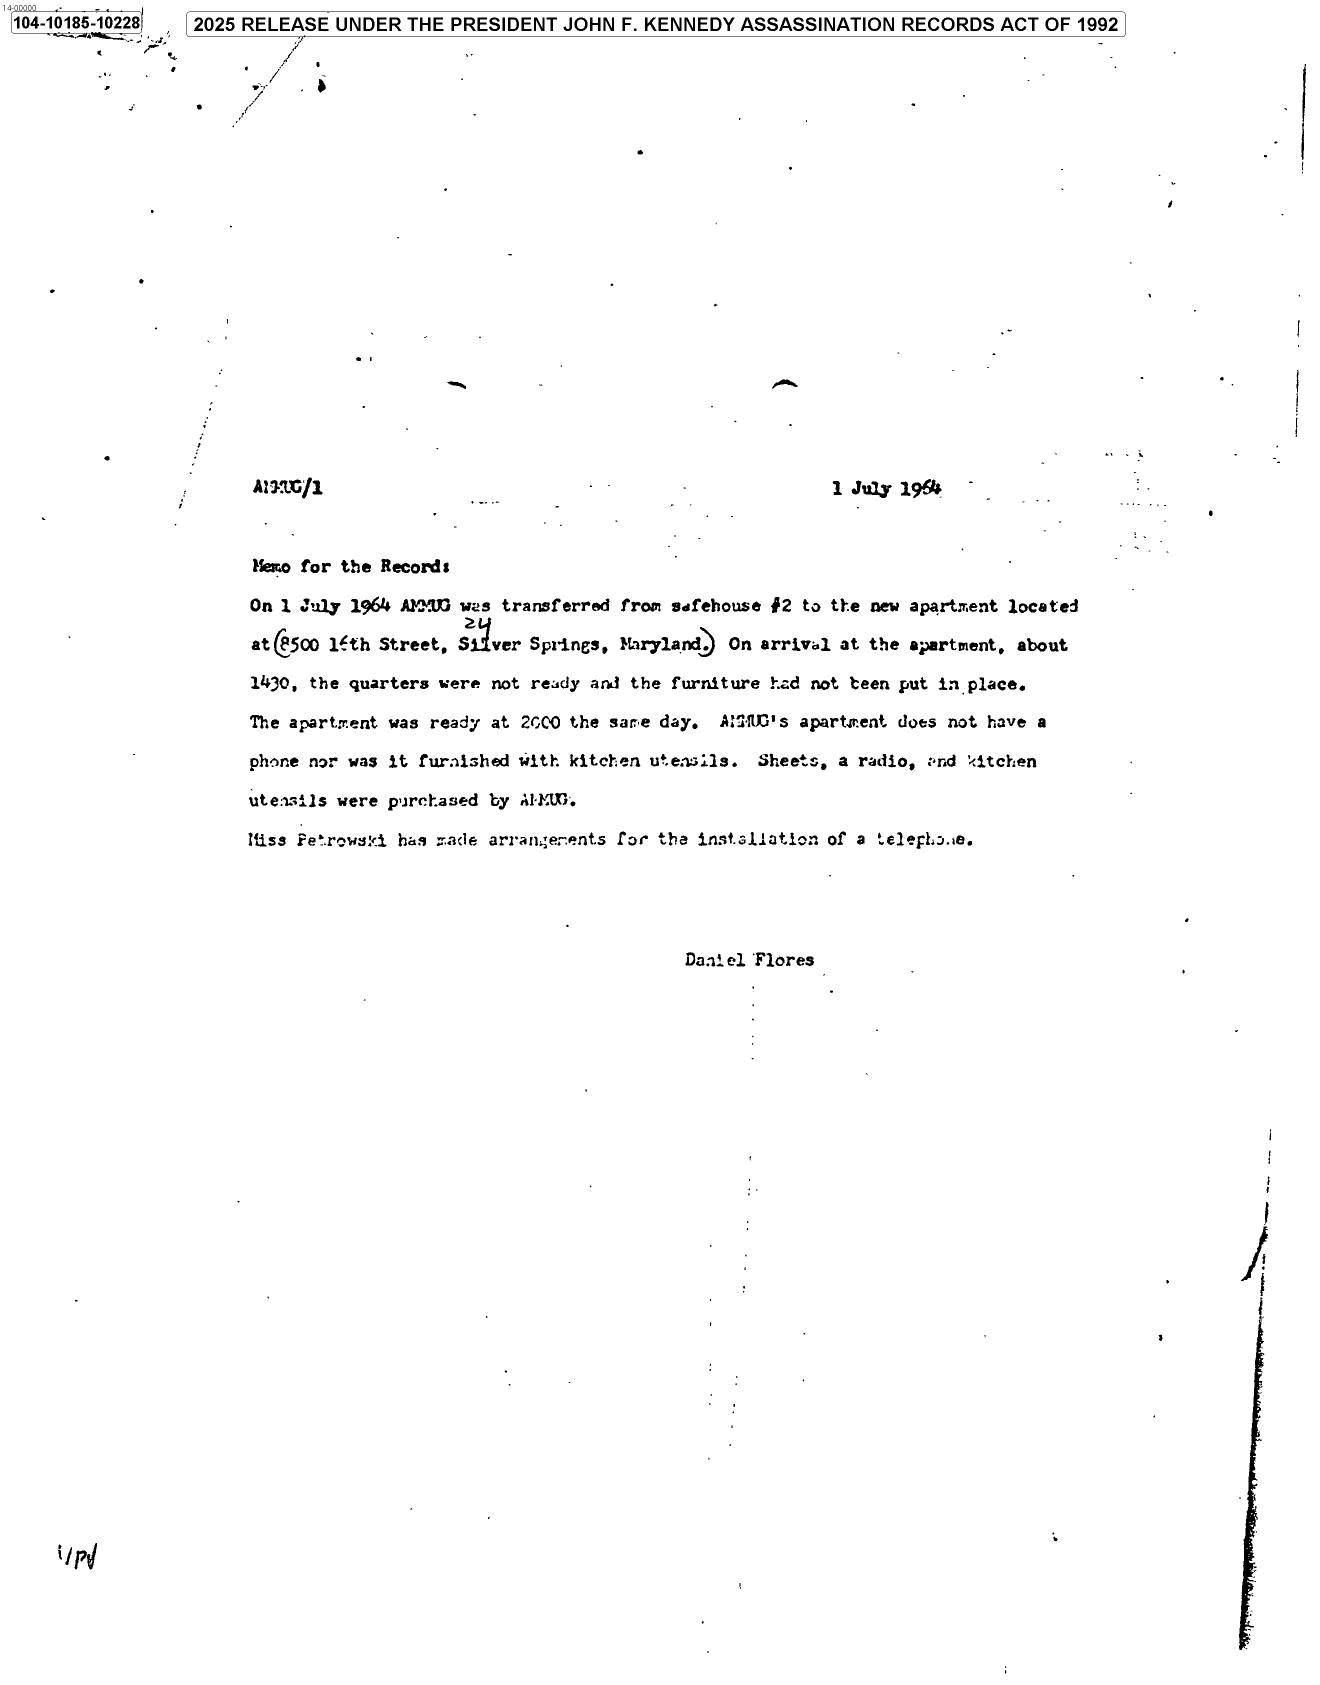 14-00000
104-10185-10228
2025 RELEASE UNDER THE PRESIDENT JOHN F. KENNEDY ASSASSINATION RECORDS ACT OF 1992
AMMUG/1
1 July 1964
Memo for the Record:
On 1 July 1964 AMMUG was transferred from safehouse #2 to the new apartment located
24
at (8500 16th Street, Silver Springs, Maryland.) On arrival at the apartment, about
1430, the quarters were not ready and the furniture had not been put in place.
The apartment was ready at 2000 the same day. AMMUG's apartment does not have a
phone nor was it furnished with kitchen utensils. Sheets, a radio, and kitchen
utensils were purchased by AMMUG.
Miss Petrowski has made arrangements for the installation of a telephone.
Daniel Flores